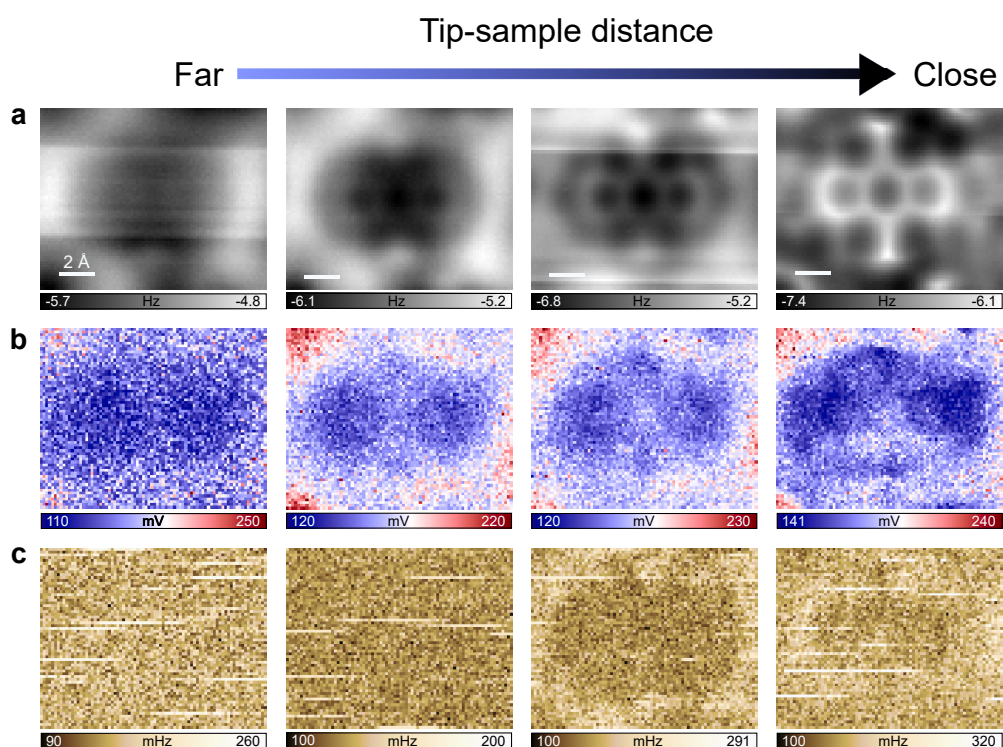 Tip-sample distance
Far Close
a
2 Å
-5.7 Hz -4.8
-6.1 Hz -5.2
-6.8 Hz -5.2
-7.4 Hz -6.1
b
110 mV 250
120 mV 220
120 mV 230
141 mV 240
c
90 mHz 260
100 mHz 200
100 mHz 291
100 mHz 320